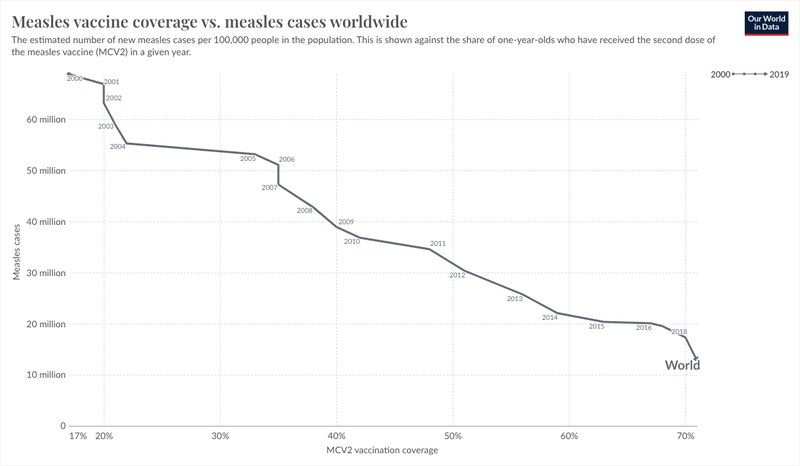 Measles vaccine coverage vs. measles cases worldwide
Our World
in Data
The estimated number of new measles cases per 100,000 people in the population. This is shown against the share of one-year-olds who have received the second dose of
the measles vaccine (MCV2) in a given year.
2000
2019
2000
2001
2002
2003
2004
2005
2006
2007
2008
2009
2010
2011
2012
2013
2014
2015
2016
2018
World
60 million
50 million
40 million
30 million
20 million
10 million
0
Measles cases
17%
20%
30%
40%
50%
60%
70%
MCV2 vaccination coverage